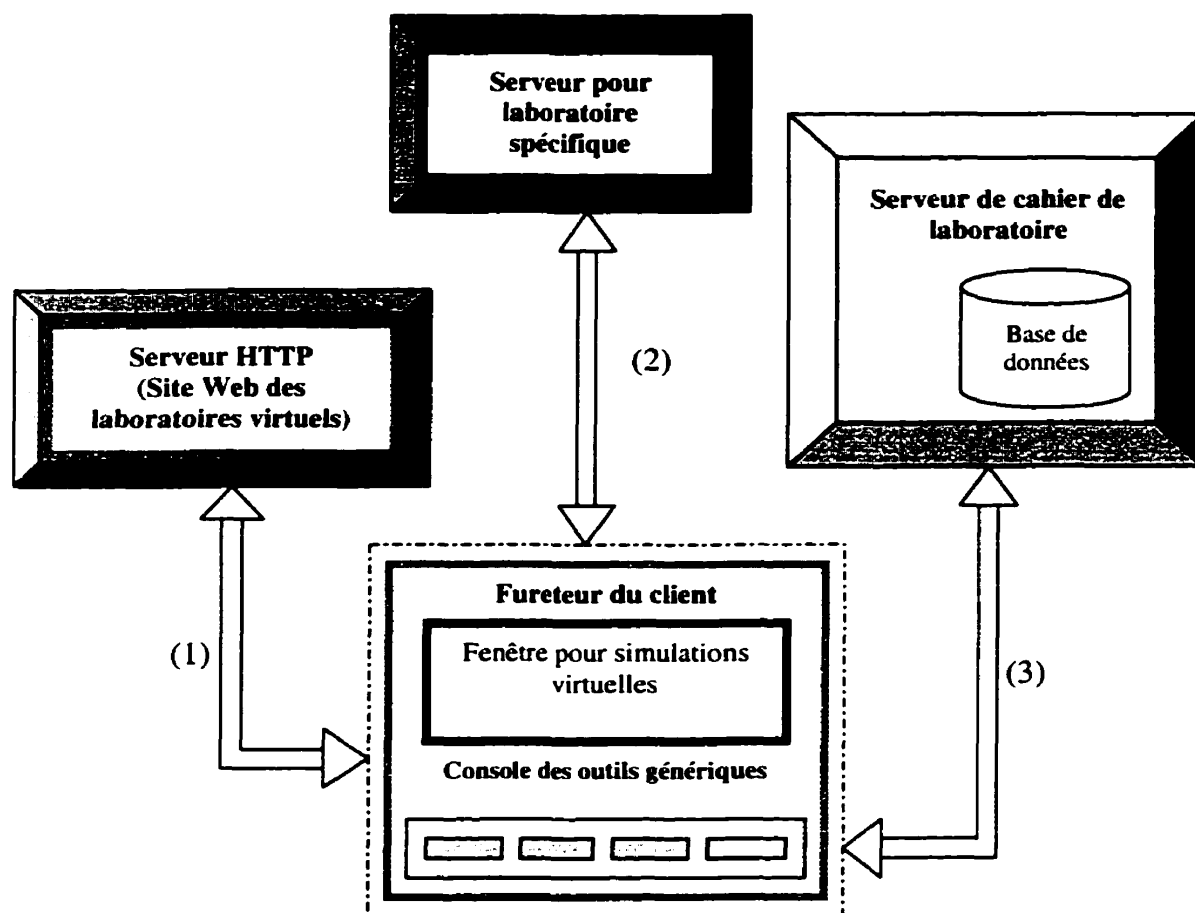 Serveur pour
laboratoire
spécifique
Serveur de cahier de
laboratoire
Base de
données
Serveur HTTP
(Site Web des
laboratoires virtuels)
(2)
(1)
(3)
Fureteur du client
Fenêtre pour simulations
virtuelles
Console des outils génériques